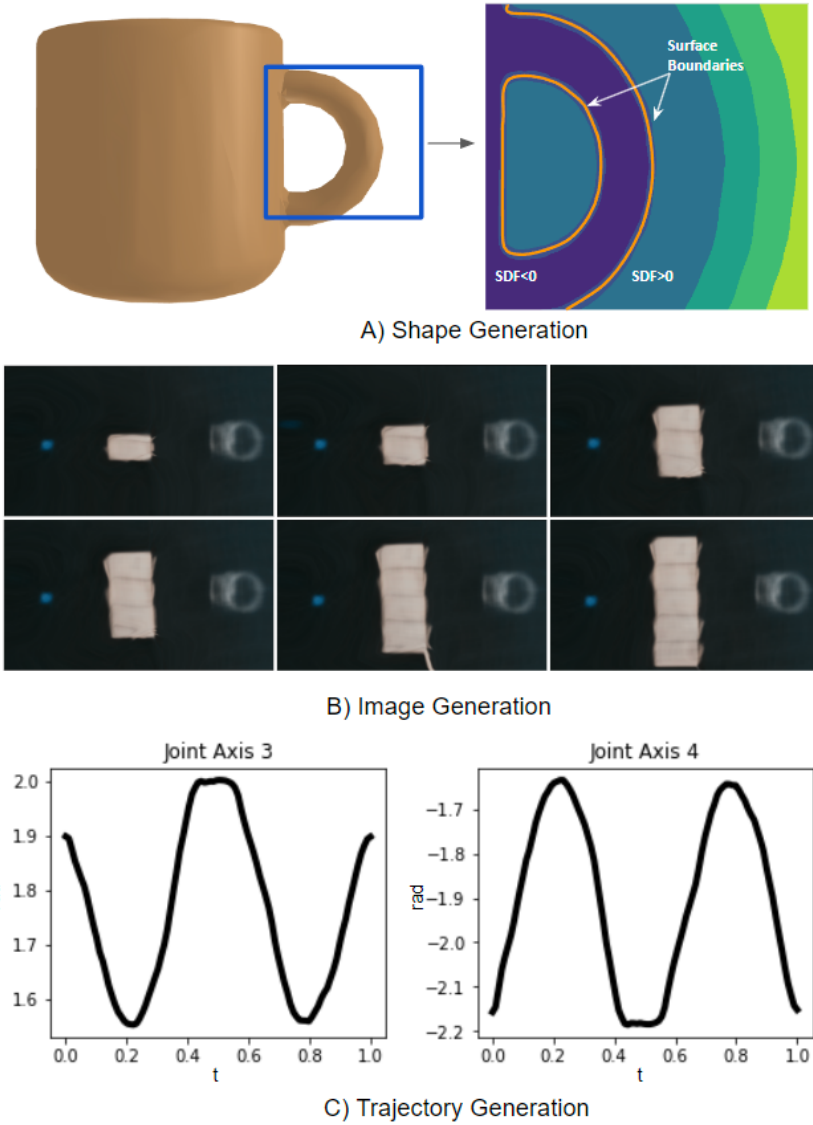 Surface
Boundaries
SDF<0
SDF>0
A) Shape Generation
B) Image Generation
Joint Axis 3
2.0
1.9
1.8
1.7
1.6
0.0 0.2 0.4 0.6 0.8 1.0
t
Joint Axis 4
rad
−1.7
−1.8
−1.9
−2.0
−2.1
−2.2
0.0 0.2 0.4 0.6 0.8 1.0
t
C) Trajectory Generation